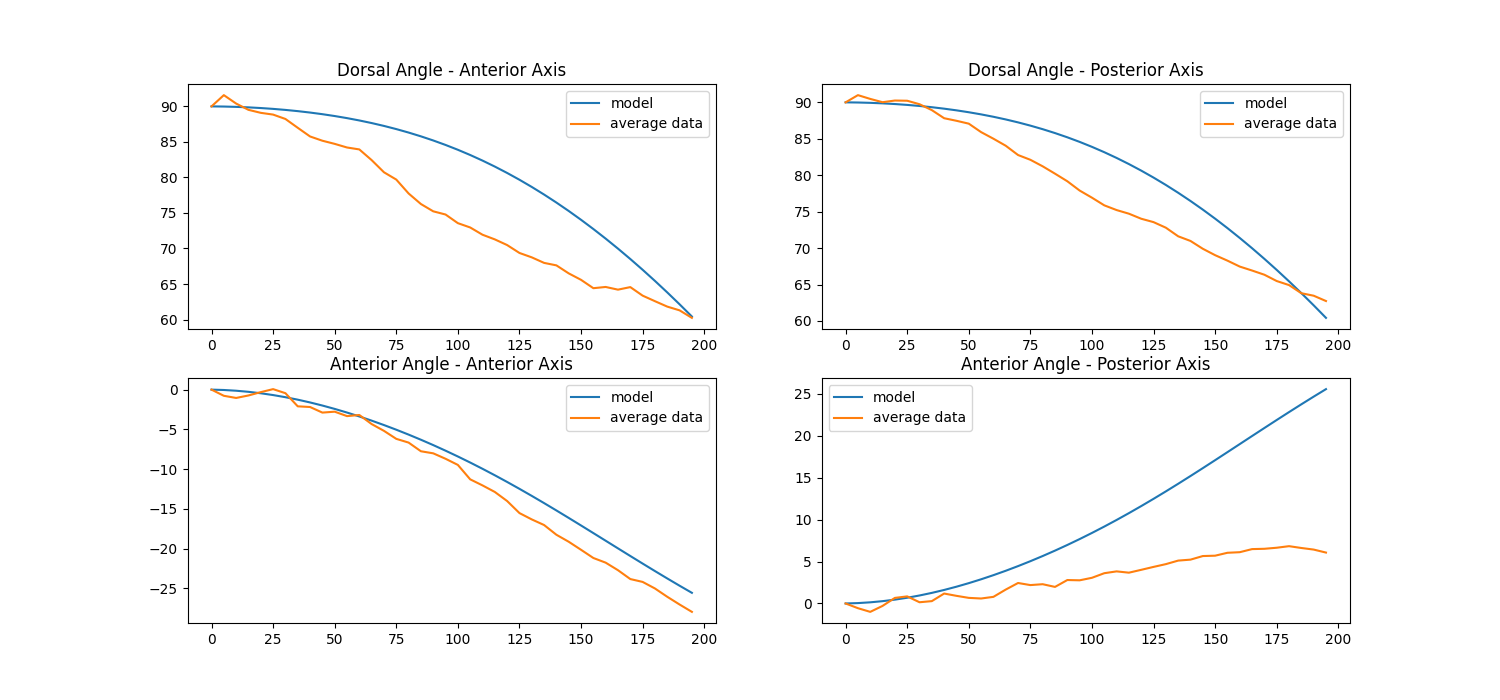 Dorsal Angle - Anterior Axis
90
85
80
75
70
65
60
model
average data
0 25 50 75 100 125 150 175 200
Dorsal Angle - Posterior Axis
90
85
80
75
70
65
60
model
average data
0 25 50 75 100 125 150 175 200
Anterior Angle - Anterior Axis
0
−5
−10
−15
−20
−25
model
average data
0 25 50 75 100 125 150 175 200
Anterior Angle - Posterior Axis
25
20
15
10
5
0
model
average data
0 25 50 75 100 125 150 175 200